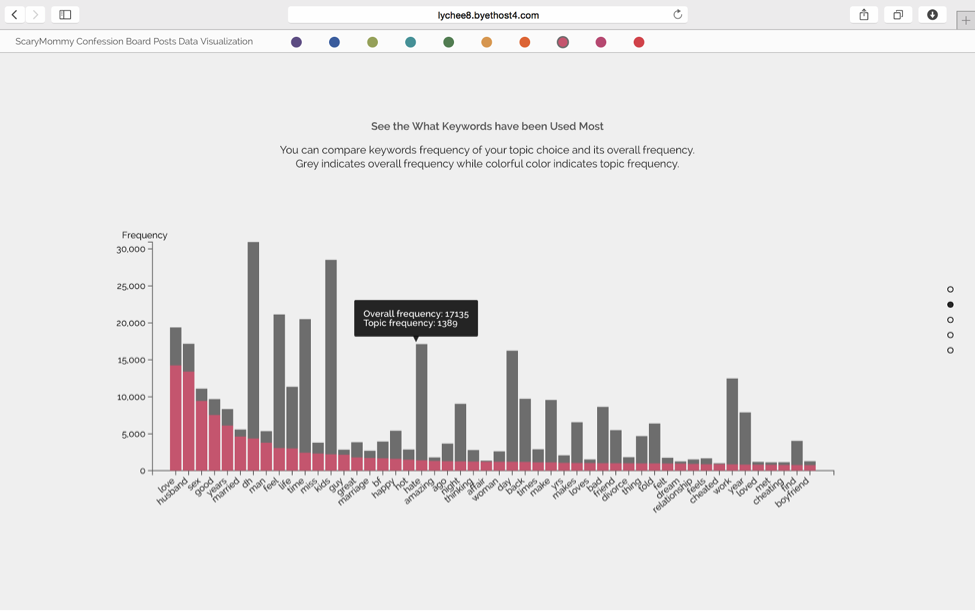 lychee8.byethost4.com
ScaryMommy Confession Board Posts Data Visualization
See the What Keywords have been Used Most
You can compare keywords frequency of your topic choice and its overall frequency.
Grey indicates overall frequency while colorful color indicates topic frequency.
Frequency
30,000
25,000
20,000
15,000
10,000
5,000
0
Overall frequency: 17135
Topic frequency: 1389
love
husband
sex
good
years
married
dh
man
feel
life
time
miss
kids
guy
great
marriage
bf
happy
hot
hate
amazing
ago
night
thinking
affair
woman
day
back
times
make
yrs
makes
loves
bad
friend
divorce
thing
told
felt
dream
relationship
feels
cheated
work
year
loved
met
cheating
find
boyfriend